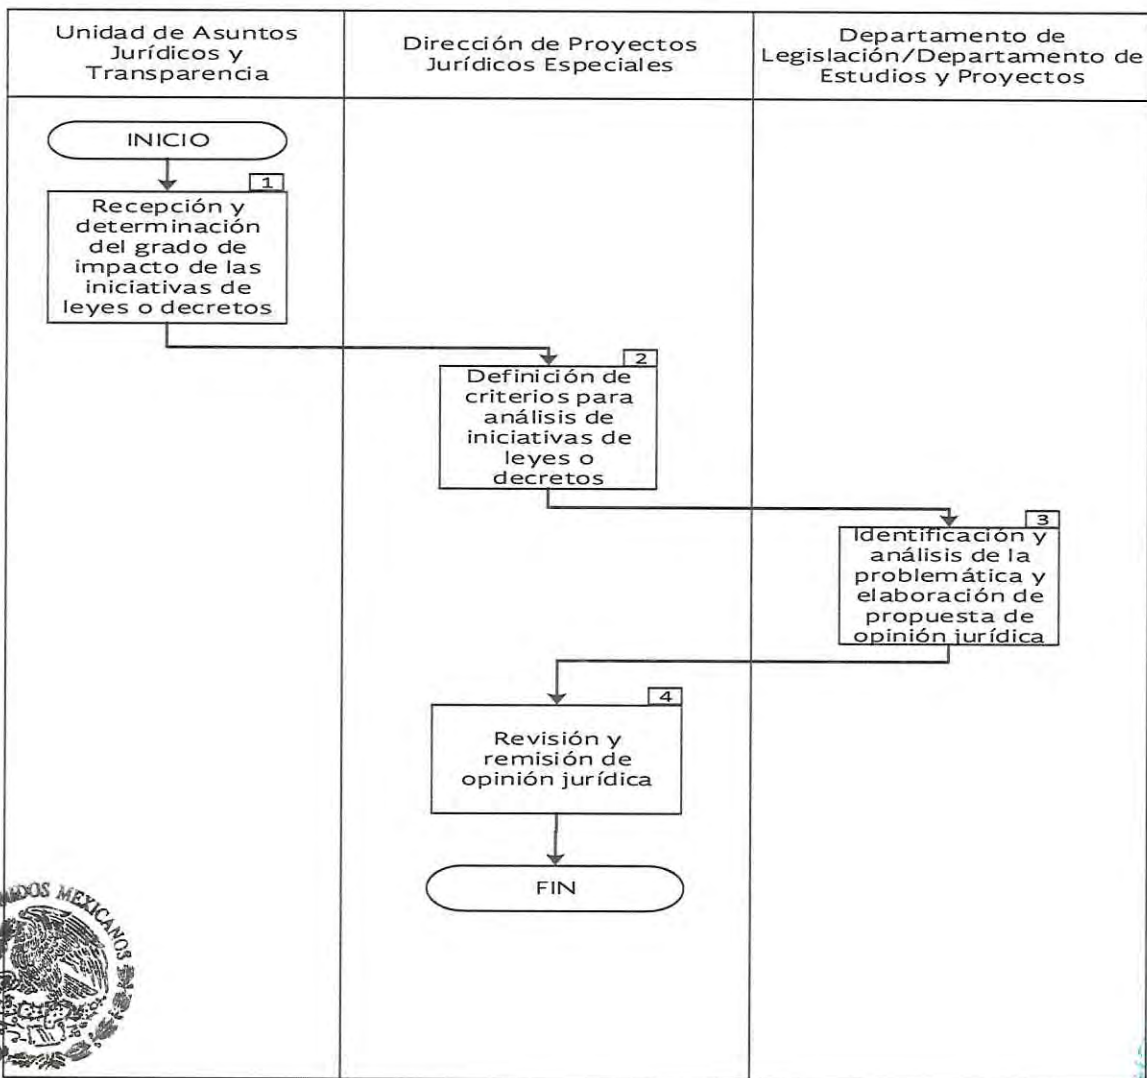 Unidad de Asuntos
Jurídicos y
Transparencia
Dirección de Proyectos
Jurídicos Especiales
Departamento de
Legislación/Departamento de
Estudios y Proyectos
INICIO
1
Recepción y
determinación
del grado de
impacto de las
iniciativas de
leyes o decretos
2
Definición de
criterios para
análisis de
iniciativas de
leyes o
decretos
3
Identificación y
análisis de la
problemática y
elaboración de
propuesta de
opinión jurídica
4
Revisión y
remisión de
opinión jurídica
FIN
MEXICANOS